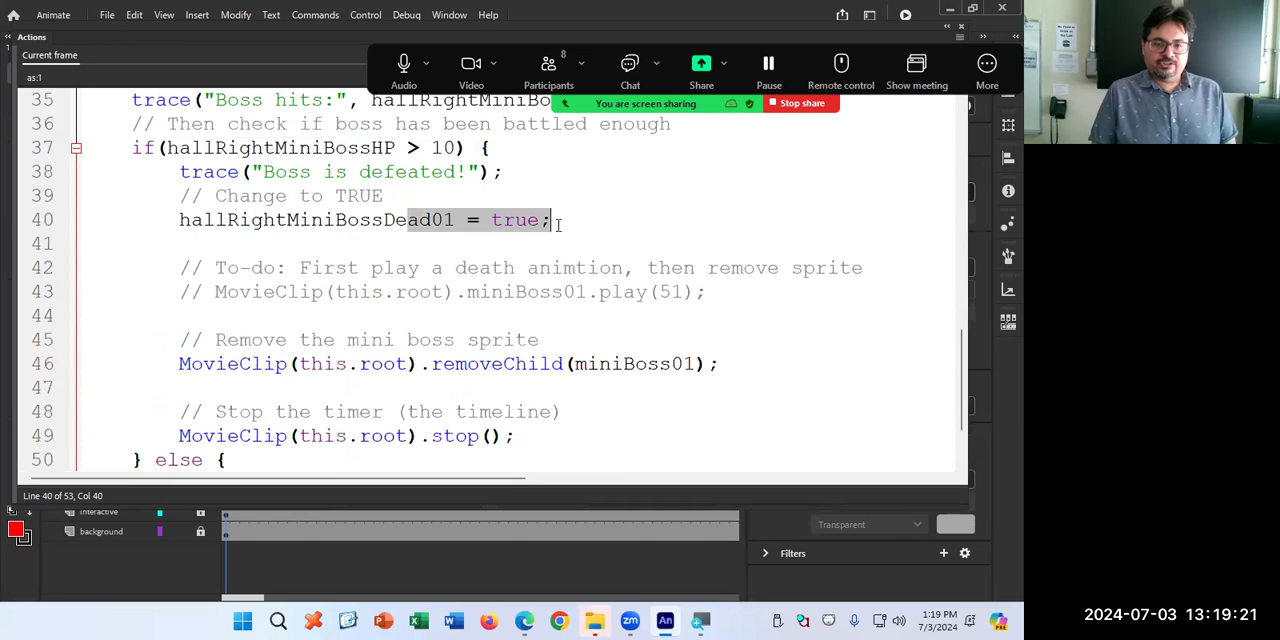 Animate File Edit View Insert Modify Text Commands Control Debug Window Help
Actions
Current frame
as:1
8
Audio Video Participants Chat Share Pause Remote control Show meeting More
You are screen sharing Stop share
35 trace("Boss hits:", hallRightMiniBo
36 // Then check if boss has been battled enough
37 if(hallRightMiniBossHP > 10) {
38 trace("Boss is defeated!");
39 // Change to TRUE
40 hallRightMiniBossDead01 = true;
41
42 // To-do: First play a death animtion, then remove sprite
43 // MovieClip(this.root).miniBoss01.play(51);
44
45 // Remove the mini boss sprite
46 MovieClip(this.root).removeChild(miniBoss01);
47
48 // Stop the timer (the timeline)
49 MovieClip(this.root).stop();
50 } else {
Line 40 of 53, Col 40
interactive
background
Transparent
Filters
1:19 PM
7/3/2024
2024-07-03 13:19:21